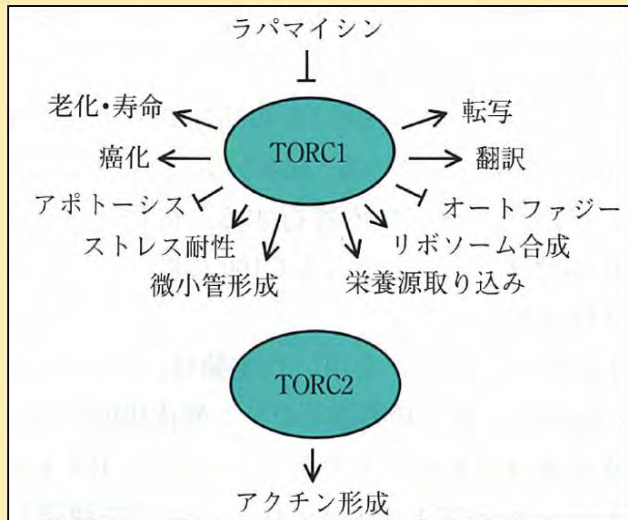 ラパマイシン
老化・寿命
転写
TORC1
癌化
翻訳
アポトーシス
オートファジー
ストレス耐性
リボソーム合成
微小管形成
栄養源取り込み
TORC2
アクチン形成